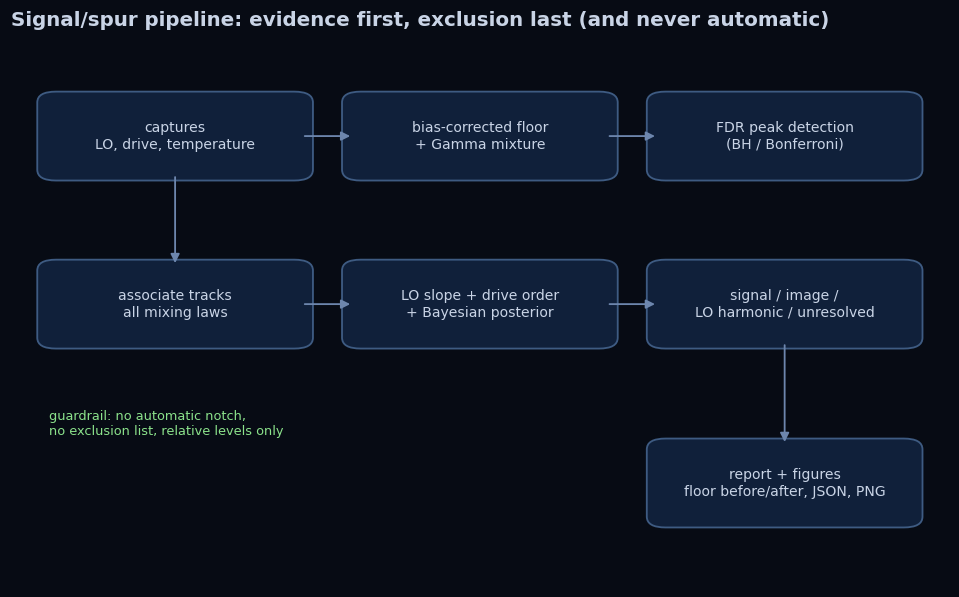 Signal/spur pipeline: evidence first, exclusion last (and never automatic)
captures
LO, drive, temperature
bias-corrected floor
+ Gamma mixture
FDR peak detection
(BH / Bonferroni)
associate tracks
all mixing laws
LO slope + drive order
+ Bayesian posterior
signal / image /
LO harmonic / unresolved
guardrail: no automatic notch,
no exclusion list, relative levels only
report + figures
floor before/after, JSON, PNG